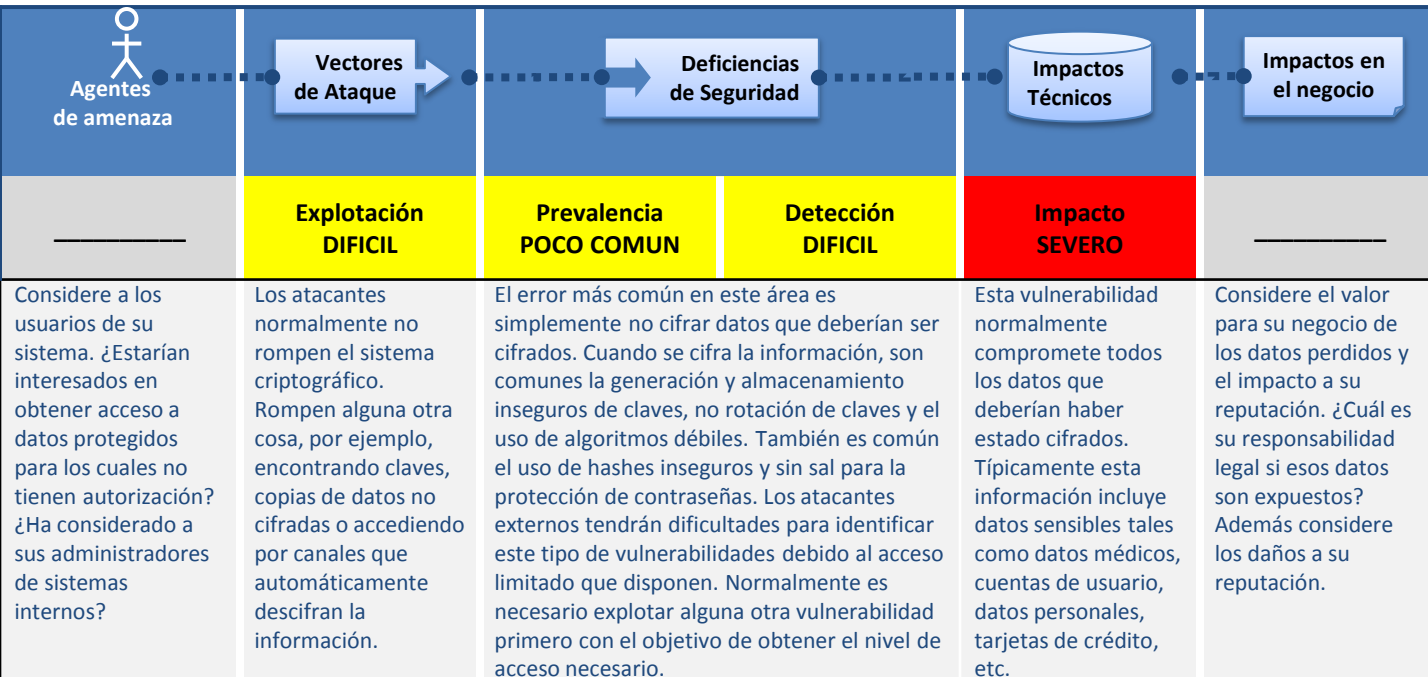 Agentes
de amenaza
Vectores
de Ataque
Deficiencias
de Seguridad
Impactos
Técnicos
Impactos en
el negocio
__________
Explotación
DIFICIL
Prevalencia
POCO COMUN
Detección
DIFICIL
Impacto
SEVERO
__________
Considere a los
usuarios de su
sistema. ¿Estarían
interesados en
obtener acceso a
datos protegidos
para los cuales no
tienen autorización?
¿Ha considerado a
sus administradores
de sistemas
internos?
Los atacantes
normalmente no
rompen el sistema
criptográfico.
Rompen alguna otra
cosa, por ejemplo,
encontrando claves,
copias de datos no
cifradas o accediendo
por canales que
automáticamente
descifran la
información.
El error más común en este área es
simplemente no cifrar datos que deberían ser
cifrados. Cuando se cifra la información, son
comunes la generación y almacenamiento
inseguros de claves, no rotación de claves y el
uso de algoritmos débiles. También es común
el uso de hashes inseguros y sin sal para la
protección de contraseñas. Los atacantes
externos tendrán dificultades para identificar
este tipo de vulnerabilidades debido al acceso
limitado que disponen. Normalmente es
necesario explotar alguna otra vulnerabilidad
primero con el objetivo de obtener el nivel de
acceso necesario.
Esta vulnerabilidad
normalmente
compromete todos
los datos que
deberían haber
estado cifrados.
Típicamente esta
información incluye
datos sensibles tales
como datos médicos,
cuentas de usuario,
datos personales,
tarjetas de crédito,
etc.
Considere el valor
para su negocio de
los datos perdidos y
el impacto a su
reputación. ¿Cuál es
su responsabilidad
legal si esos datos
son expuestos?
Además considere
los daños a su
reputación.